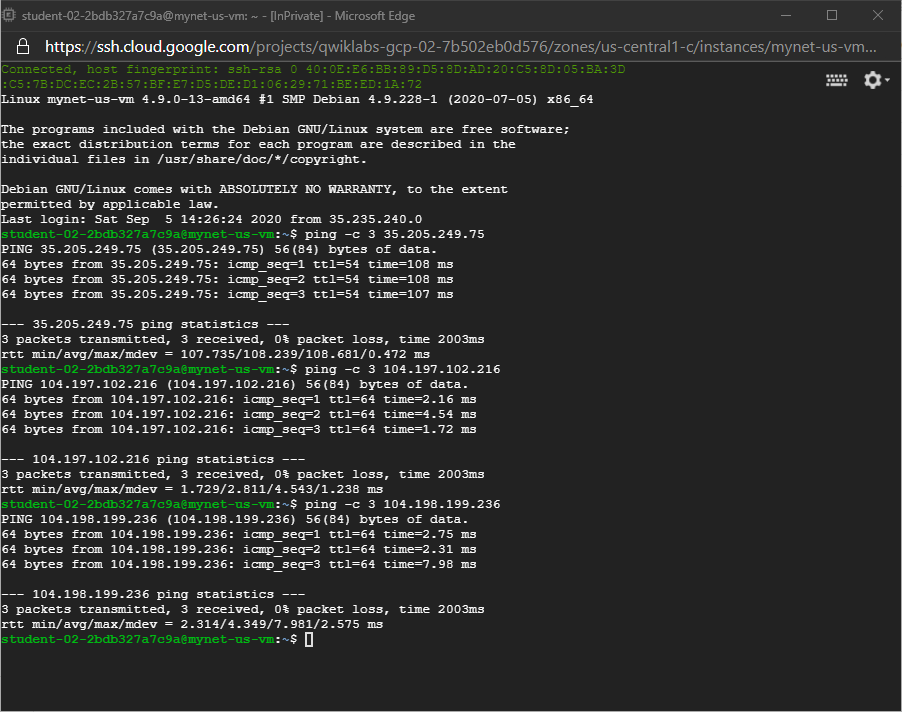 student-02-2bdb327a7c9a@mynet-us-vm: ~ - [InPrivate] - Microsoft Edge
https://ssh.cloud.google.com/projects/qwiklabs-gcp-02-7b502eb0d576/zones/us-central1-c/instances/mynet-us-vm...
Connected, host fingerprint: ssh-rsa 0 40:0E:E6:BB:89:D5:8D:AD:20:C5:8D:05:BA:3D
:C5:7B:DC:EC:2B:57:BF:E7:D5:DE:D1:06:29:71:BE:ED:1A:72
Linux mynet-us-vm 4.9.0-13-amd64 #1 SMP Debian 4.9.228-1 (2020-07-05) x86_64
The programs included with the Debian GNU/Linux system are free software;
the exact distribution terms for each program are described in the
individual files in /usr/share/doc/*/copyright.
Debian GNU/Linux comes with ABSOLUTELY NO WARRANTY, to the extent
permitted by applicable law.
Last login: Sat Sep  5 14:26:24 2020 from 35.235.240.0
student-02-2bdb327a7c9a@mynet-us-vm:~$ ping -c 3 35.205.249.75
PING 35.205.249.75 (35.205.249.75) 56(84) bytes of data.
64 bytes from 35.205.249.75: icmp_seq=1 ttl=54 time=108 ms
64 bytes from 35.205.249.75: icmp_seq=2 ttl=54 time=108 ms
64 bytes from 35.205.249.75: icmp_seq=3 ttl=54 time=107 ms
--- 35.205.249.75 ping statistics ---
3 packets transmitted, 3 received, 0% packet loss, time 2003ms
rtt min/avg/max/mdev = 107.735/108.239/108.681/0.472 ms
student-02-2bdb327a7c9a@mynet-us-vm:~$ ping -c 3 104.197.102.216
PING 104.197.102.216 (104.197.102.216) 56(84) bytes of data.
64 bytes from 104.197.102.216: icmp_seq=1 ttl=64 time=2.16 ms
64 bytes from 104.197.102.216: icmp_seq=2 ttl=64 time=4.54 ms
64 bytes from 104.197.102.216: icmp_seq=3 ttl=64 time=1.72 ms
--- 104.197.102.216 ping statistics ---
3 packets transmitted, 3 received, 0% packet loss, time 2003ms
rtt min/avg/max/mdev = 1.729/2.811/4.543/1.238 ms
student-02-2bdb327a7c9a@mynet-us-vm:~$ ping -c 3 104.198.199.236
PING 104.198.199.236 (104.198.199.236) 56(84) bytes of data.
64 bytes from 104.198.199.236: icmp_seq=1 ttl=64 time=2.75 ms
64 bytes from 104.198.199.236: icmp_seq=2 ttl=64 time=2.31 ms
64 bytes from 104.198.199.236: icmp_seq=3 ttl=64 time=7.98 ms
--- 104.198.199.236 ping statistics ---
3 packets transmitted, 3 received, 0% packet loss, time 2003ms
rtt min/avg/max/mdev = 2.314/4.349/7.981/2.575 ms
student-02-2bdb327a7c9a@mynet-us-vm:~$